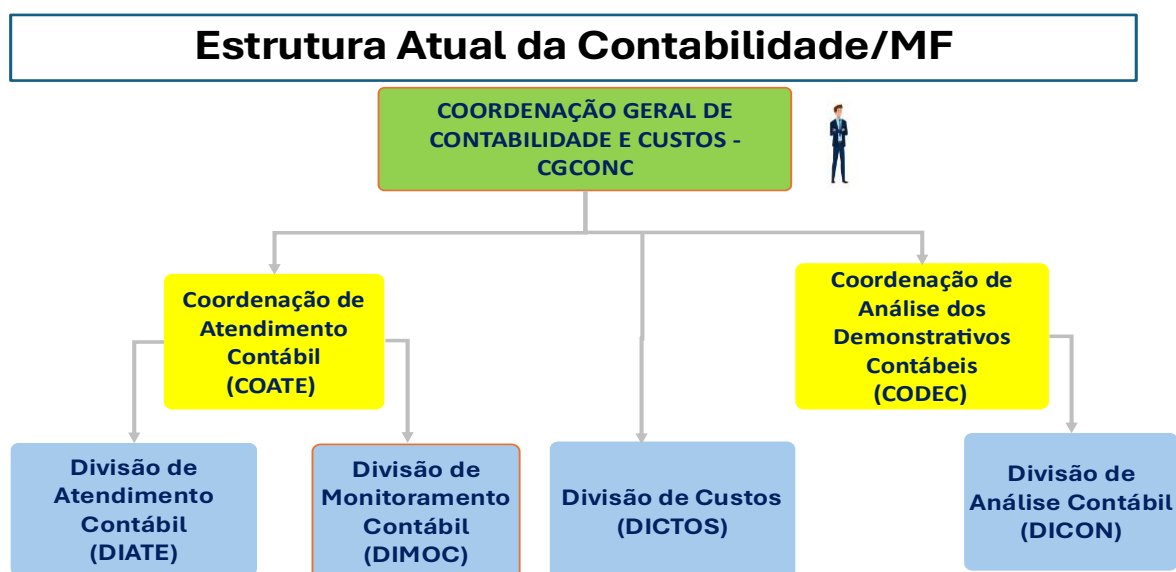 Estrutura Atual da Contabilidade/MF
COORDENAÇÃO GERAL DE
CONTABILIDADE E CUSTOS -
CGCONC
Coordenação de
Atendimento
Contábil
(COATE)
Coordenação de
Análise dos
Demonstrativos
Contábeis
(CODEC)
Divisão de
Atendimento
Contábil
(DIATE)
Divisão de
Monitoramento
Contábil
(DIMOC)
Divisão de Custos
(DICTOS)
Divisão de
Análise Contábil
(DICON)